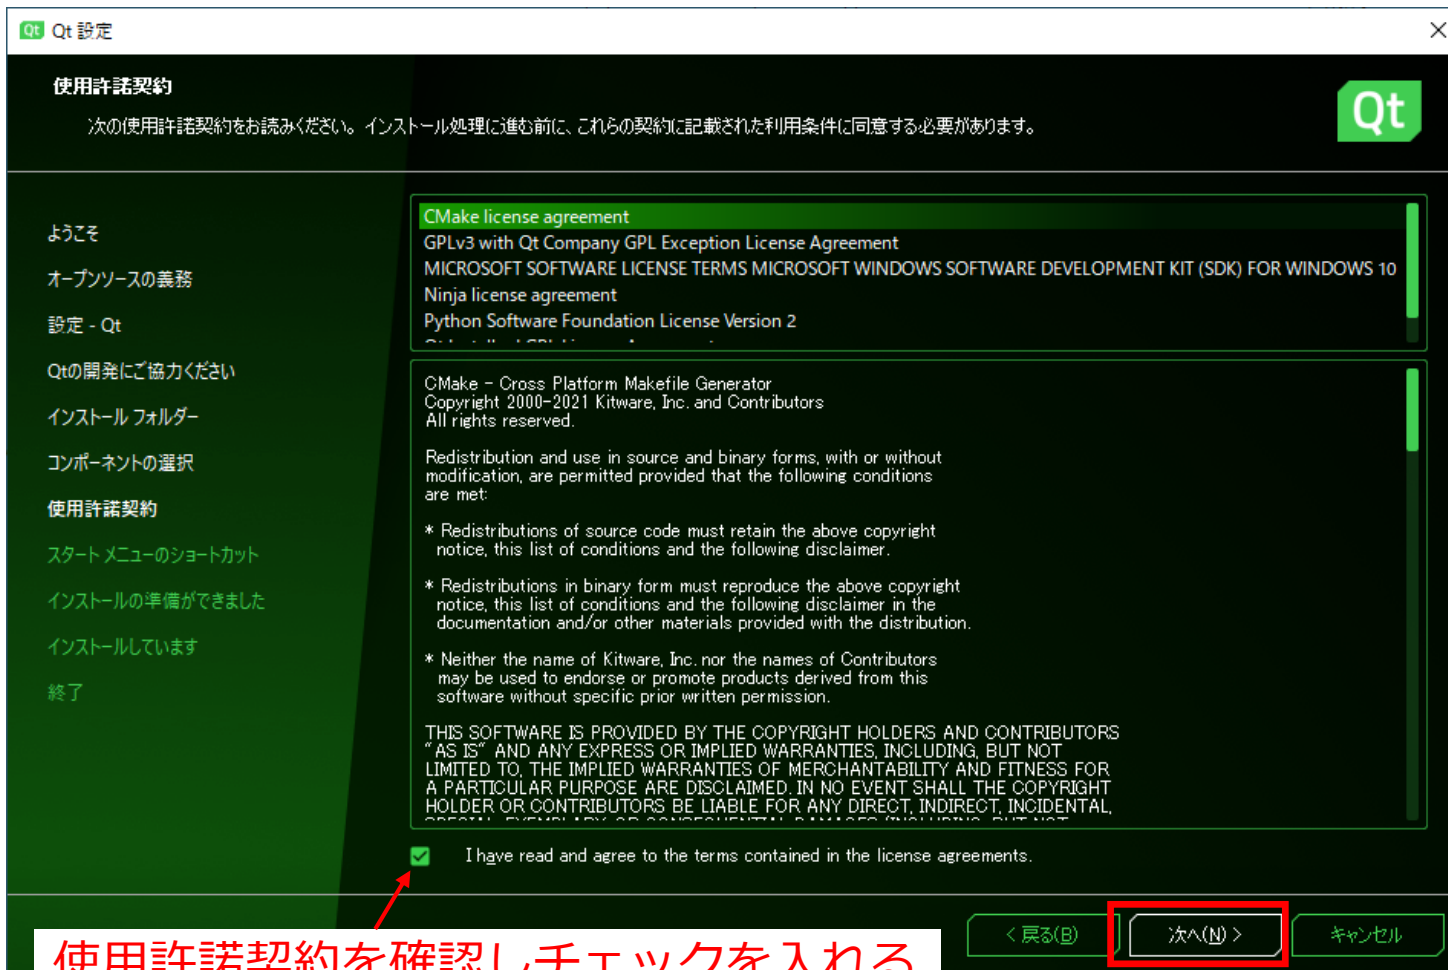 Qt Qt 設定
使用許諾契約
次の使用許諾契約をお読みください。インストール処理に進む前に、これらの契約に記載された利用条件に同意する必要があります。
Qt
ようこそ
オープンソースの義務
設定 - Qt
Qtの開発にご協力ください
インストール フォルダー
コンポーネントの選択
使用許諾契約
スタート メニューのショートカット
インストールの準備ができました
インストールしています
終了
CMake license agreement
GPLv3 with Qt Company GPL Exception License Agreement
MICROSOFT SOFTWARE LICENSE TERMS MICROSOFT WINDOWS SOFTWARE DEVELOPMENT KIT (SDK) FOR WINDOWS 10
Ninja license agreement
Python Software Foundation License Version 2
CMake - Cross Platform Makefile Generator
Copyright 2000-2021 Kitware, Inc. and Contributors
All rights reserved.
Redistribution and use in source and binary forms, with or without
modification, are permitted provided that the following conditions
are met:
* Redistributions of source code must retain the above copyright
notice, this list of conditions and the following disclaimer.
* Redistributions in binary form must reproduce the above copyright
notice, this list of conditions and the following disclaimer in the
documentation and/or other materials provided with the distribution.
* Neither the name of Kitware, Inc. nor the names of Contributors
may be used to endorse or promote products derived from this
software without specific prior written permission.
THIS SOFTWARE IS PROVIDED BY THE COPYRIGHT HOLDERS AND CONTRIBUTORS
"AS IS" AND ANY EXPRESS OR IMPLIED WARRANTIES, INCLUDING, BUT NOT
LIMITED TO, THE IMPLIED WARRANTIES OF MERCHANTABILITY AND FITNESS FOR
A PARTICULAR PURPOSE ARE DISCLAIMED. IN NO EVENT SHALL THE COPYRIGHT
HOLDER OR CONTRIBUTORS BE LIABLE FOR ANY DIRECT, INDIRECT, INCIDENTAL,
I have read and agree to the terms contained in the license agreements.
使用許諾契約を確認しチェックを入れる
< 戻る(B)
次へ(N) >
キャンセル